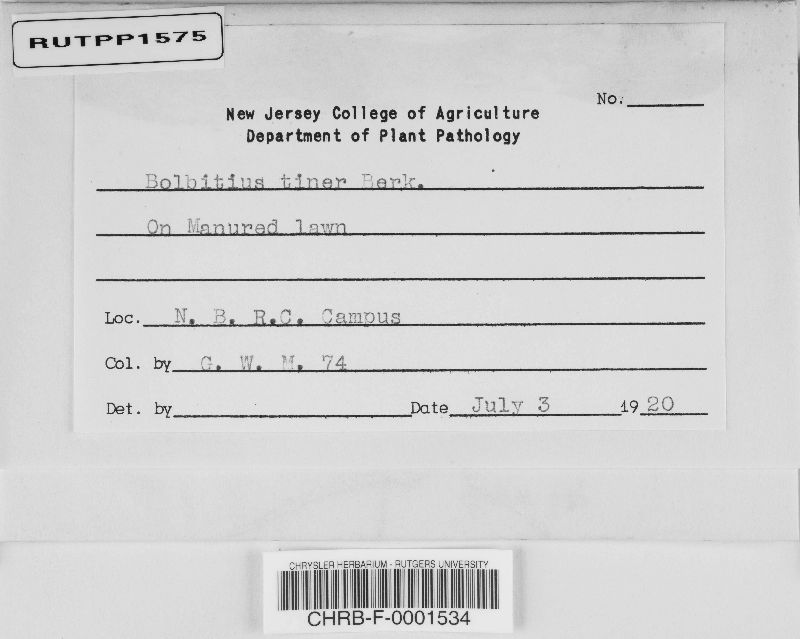 RUTPP1575
No.
New Jersey College of Agriculture
Department of Plant Pathology
Bolbitius tiner Berk.
On Manured lawn
Loc. N. B. R.C. Campus
Col. by G. W. M. 74
Det. by Date July 3 1920
CHRYSLER HERBARIUM - RUTGERS UNIVERSITY
CHRB-F-0001534